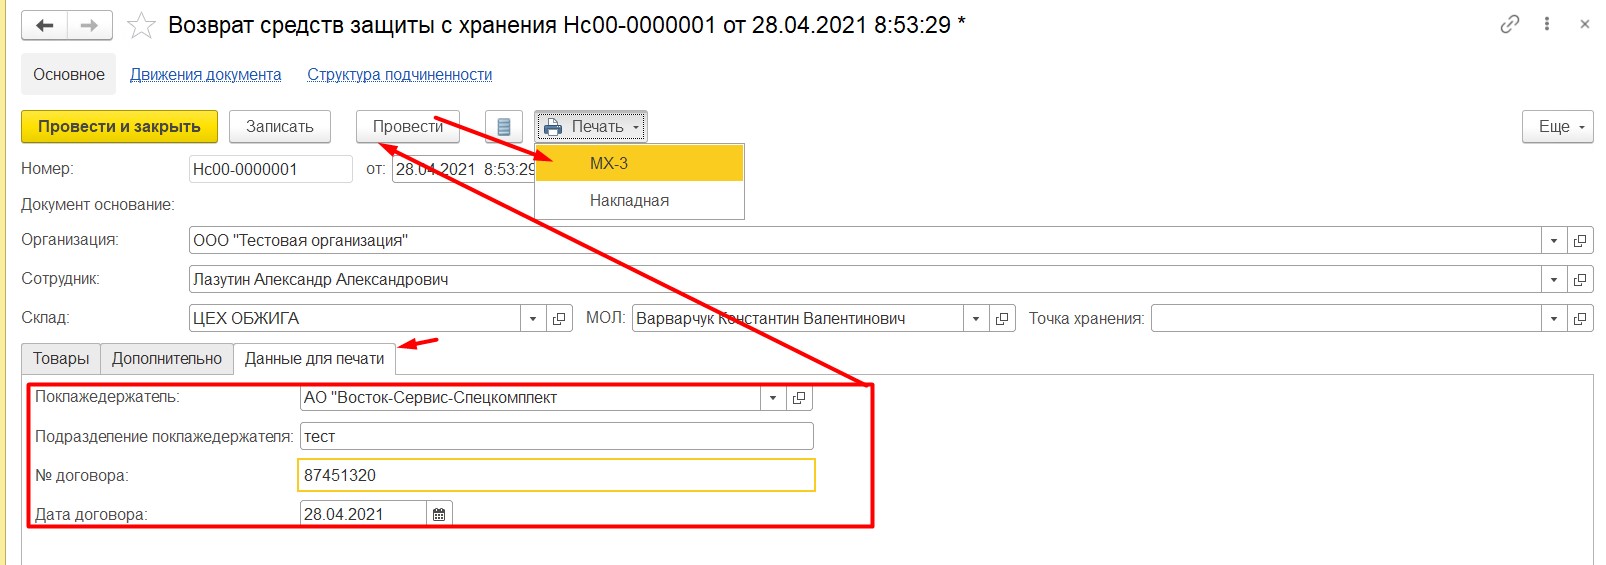 Возврат средств защиты с хранения Нс00-0000001 от 28.04.2021 8:53:29 *
Основное Движения документа Структура подчиненности
Провести и закрыть Записать Провести Печать Еще
МХ-3
Накладная
Номер: Нс00-0000001 от: 28.04.2021 8:53:29
Документ основание:
Организация: ООО "Тестовая организация"
Сотрудник: Лазутин Александр Александрович
Склад: ЦЕХ ОБЖИГА МОЛ: Варварчук Константин Валентинович Точка хранения:
Товары Дополнительно Данные для печати
Поклажедержатель: АО "Восток-Сервис-Спецкомплект
Подразделение поклажедержателя: тест
№ договора: 87451320
Дата договора: 28.04.2021